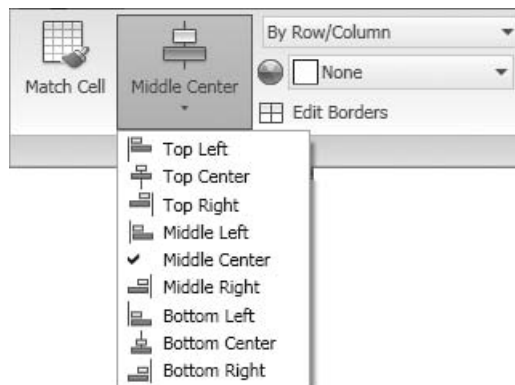 By Row/Column
None
Match Cell
Middle Center
Edit Borders
Top Left
Top Center
Top Right
Middle Left
Middle Center
Middle Right
Bottom Left
Bottom Center
Bottom Right